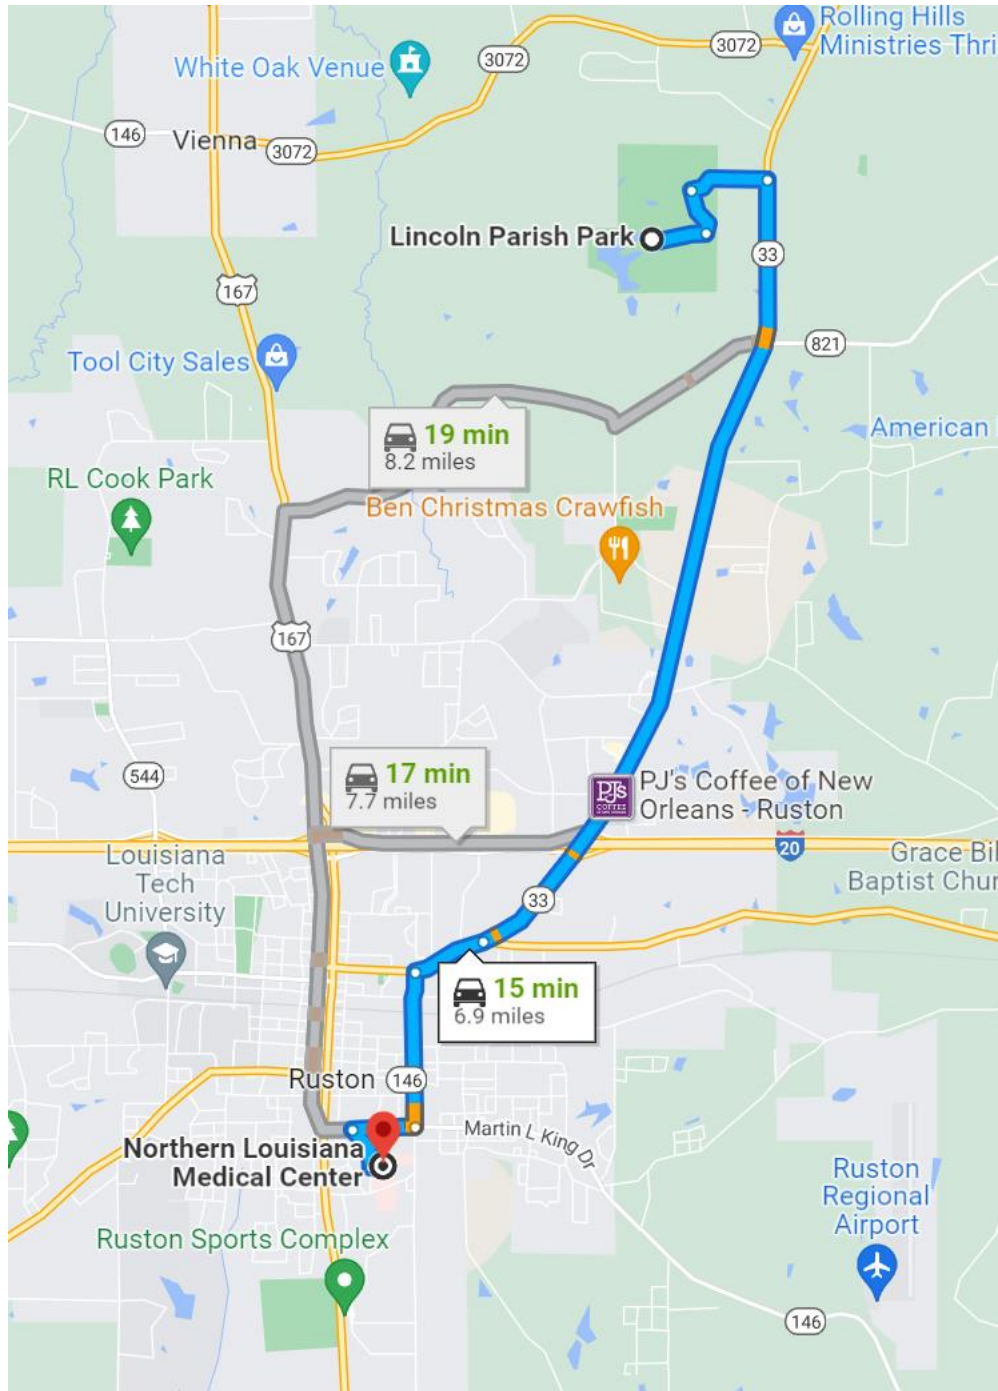 Rolling Hills
Ministries Thri
3072
3072
White Oak Venue
146
Vienna
3072
Lincoln Parish Park
33
167
821
Tool City Sales
19 min
8.2 miles
American
RL Cook Park
Ben Christmas Crawfish
167
17 min
7.7 miles
544
PJ's
COFFEE
PJ's Coffee of New
Orleans - Ruston
20
Louisiana
Tech
University
Grace Bil
Baptist Chur
33
15 min
6.9 miles
Ruston
146
Martin L King Dr
Northern Louisiana
Medical Center
Ruston
Regional
Airport
Ruston Sports Complex
146